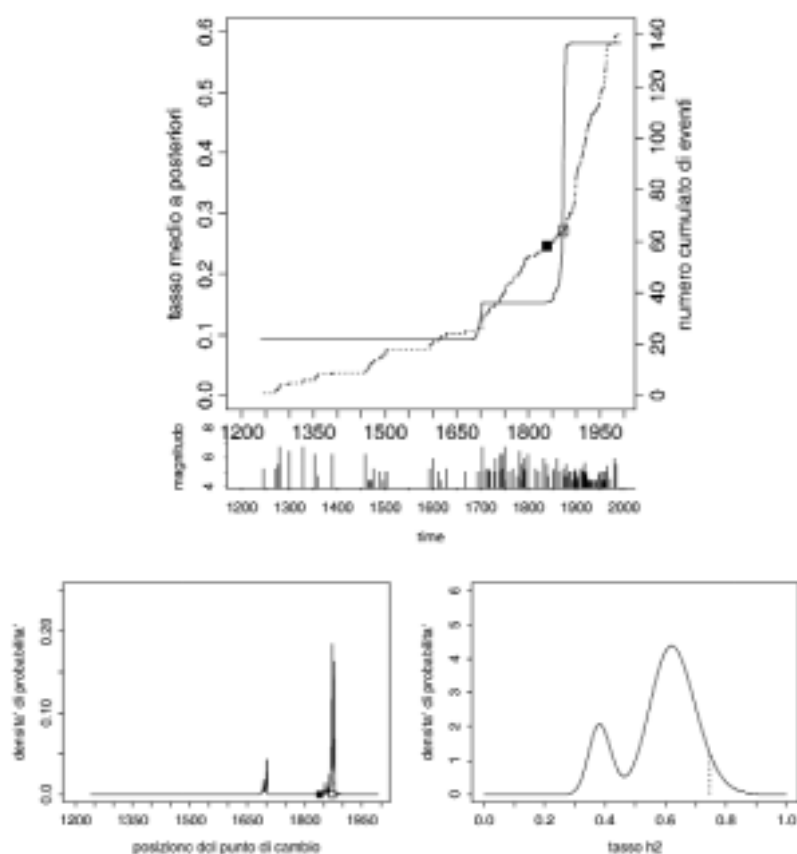 tasso medio a posteriori
0.0 0.1 0.2 0.3 0.4 0.5 0.6
numero cumulato di eventi
0 20 40 60 80 100 120 140
1200 1350 1500 1650 1800 1950
magnitudo
4 6 8
1200 1300 1400 1500 1600 1700 1800 1900 2000
time
densita' di probabilita'
0.0 0.10 0.20
1200 1350 1500 1650 1800 1950
posizione del punto di cambio
densita' di probabilita'
0 1 2 3 4 5 6
0.0 0.2 0.4 0.6 0.8 1.0
tasso h2